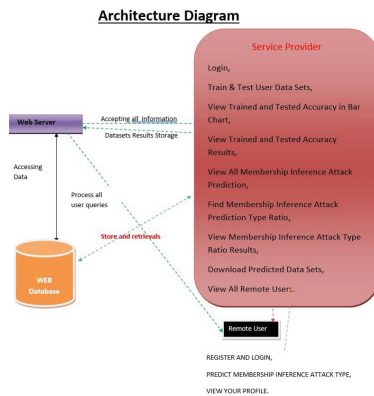 Architecture Diagram
Service Provider
Login,
Train & Test User Data Sets,
View Trained and Tested Accuracy in Bar
Chart,
View Trained and Tested Accuracy
Results,
View All Membership Inference Attack
Prediction,
Find Membership Inference Attack
Prediction Type Ratio,
View Membership Inference Attack Type
Ratio Results,
Download Predicted Data Sets,
View All Remote Users.
Web Server
Accepting all Information
Datasets Results Storage
Accessing
Data
Process all
user queries
Store and retrievals
WEB
Database
Remote User
REGISTER AND LOGIN,
PREDICT MEMBERSHIP INFERENCE ATTACK TYPE,
VIEW YOUR PROFILE.